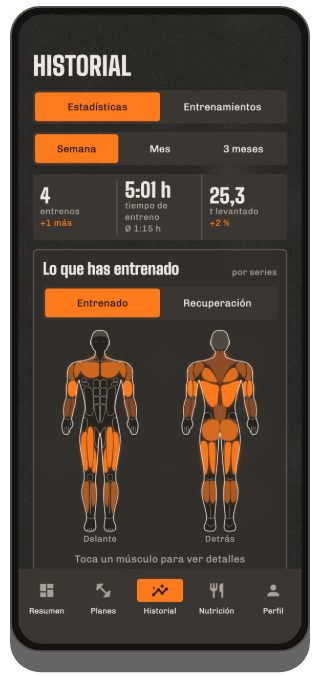 HISTORIAL
Estadísticas
Entrenamientos
Semana
Mes
3 meses
4
entrenos
+1 más
5:01 h
tiempo de
entreno
Ø 1:15 h
25,3
t levantado
+2 %
Lo que has entrenado
por series
Entrenado
Recuperación
Delante
Detrás
Toca un músculo para ver detalles
Resumen
Planes
Historial
Nutrición
Perfil